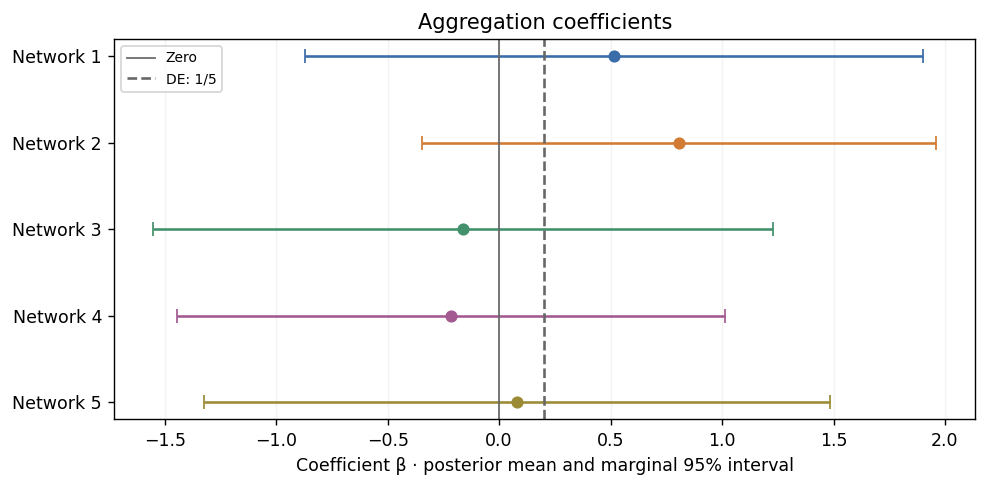 Aggregation coefficients
Zero
DE: 1/5
Network 1
Network 2
Network 3
Network 4
Network 5
−1.5 −1.0 −0.5 0.0 0.5 1.0 1.5 2.0
Coefficient β · posterior mean and marginal 95% interval